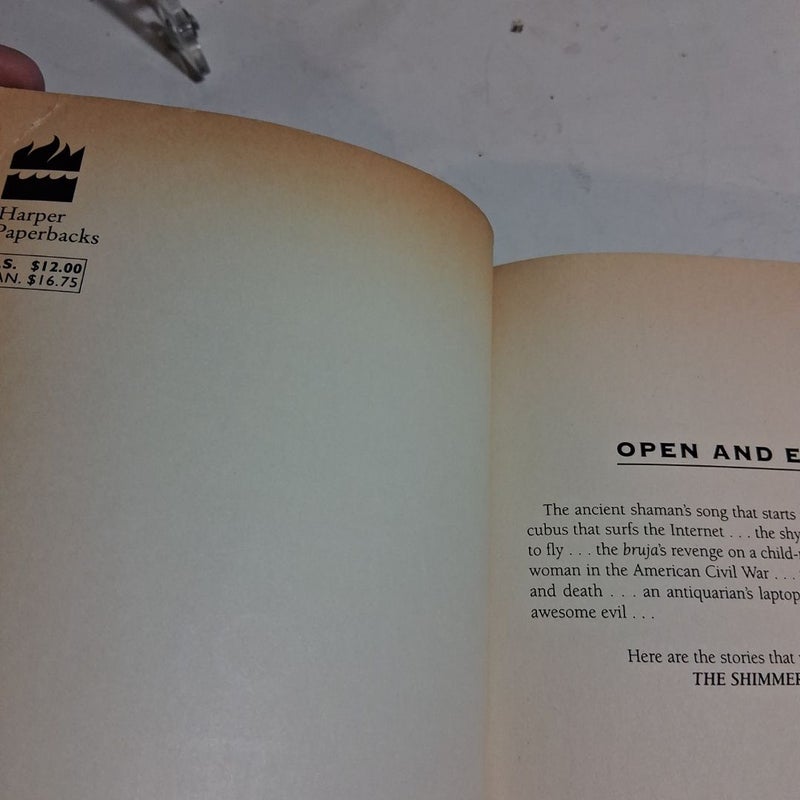 Harper
Paperbacks
.S. $12.00
AN. $16.75
OPEN AND E
The ancient shaman's song that starts
cubus that surfs the Internet . . . the shy
to fly . . . the bruja's revenge on a child-
woman in the American Civil War . . .
and death . . . an antiquarian's laptop
awesome evil . . .
Here are the stories that
THE SHIMMER